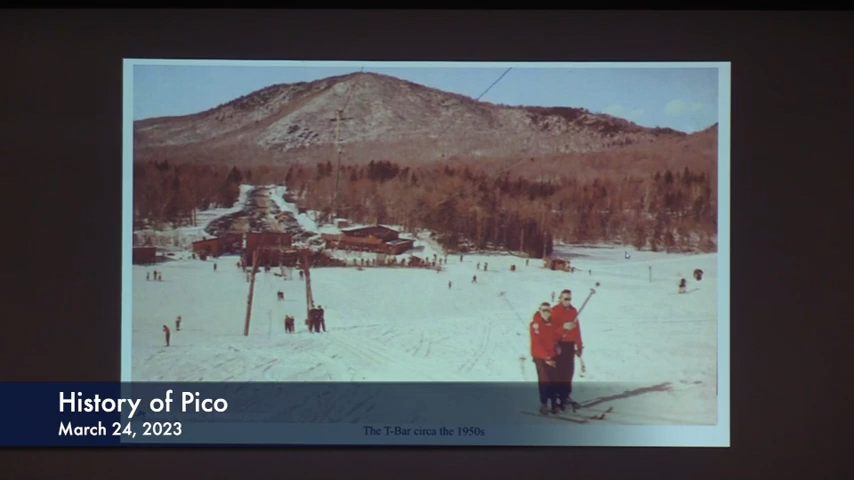 History of Pico
March 24, 2023
The T-Bar circa the 1950s